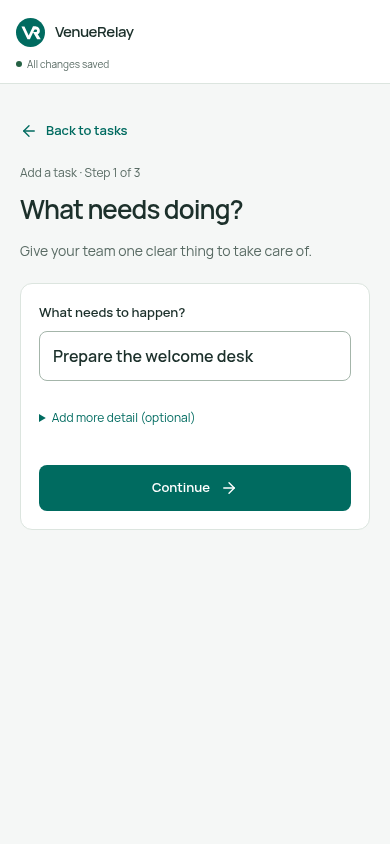 VR VenueRelay
All changes saved
Back to tasks
Add a task · Step 1 of 3
What needs doing?
Give your team one clear thing to take care of.
What needs to happen?
Prepare the welcome desk
Add more detail (optional)
Continue